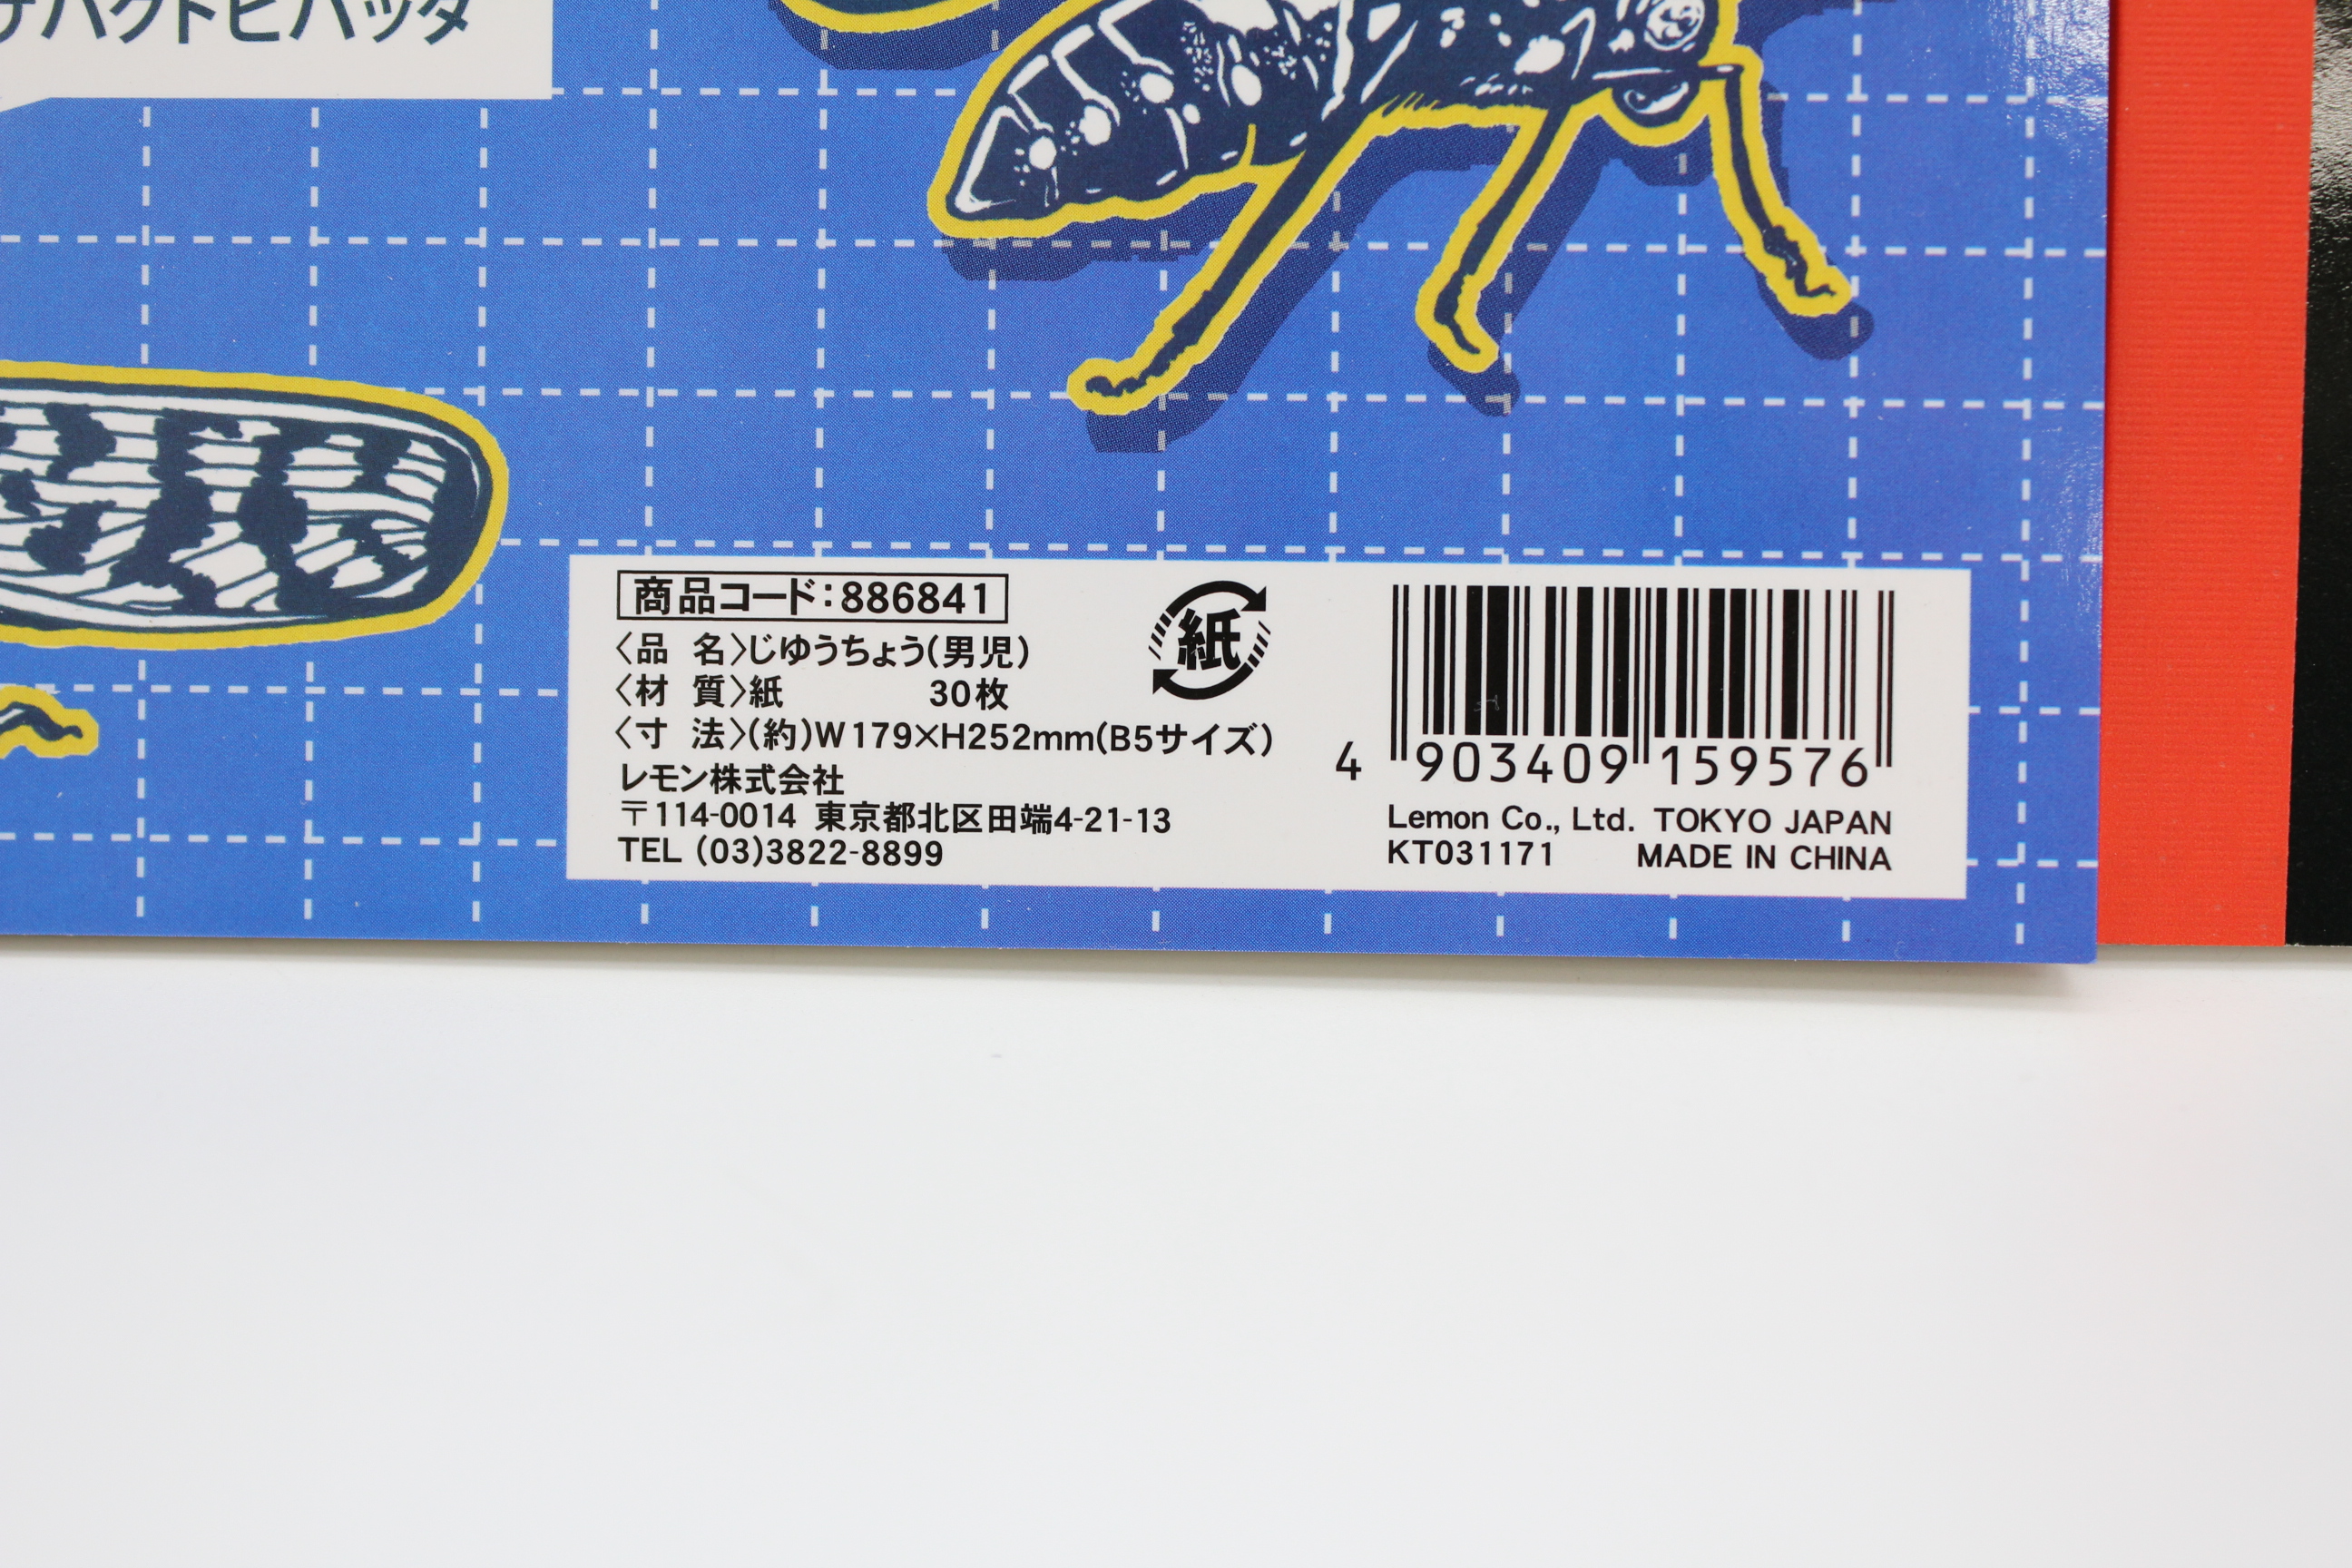 サバクトビバッタ
商品コード:886841
〈品 名〉じゆうちょう(男児)
〈材 質〉紙 30枚
〈寸 法〉(約)W179×H252mm(B5サイズ)
レモン株式会社
〒114-0014 東京都北区田端4-21-13
TEL (03)3822-8899
紙
4 903409 159576
Lemon Co., Ltd. TOKYO JAPAN
KT031171 MADE IN CHINA